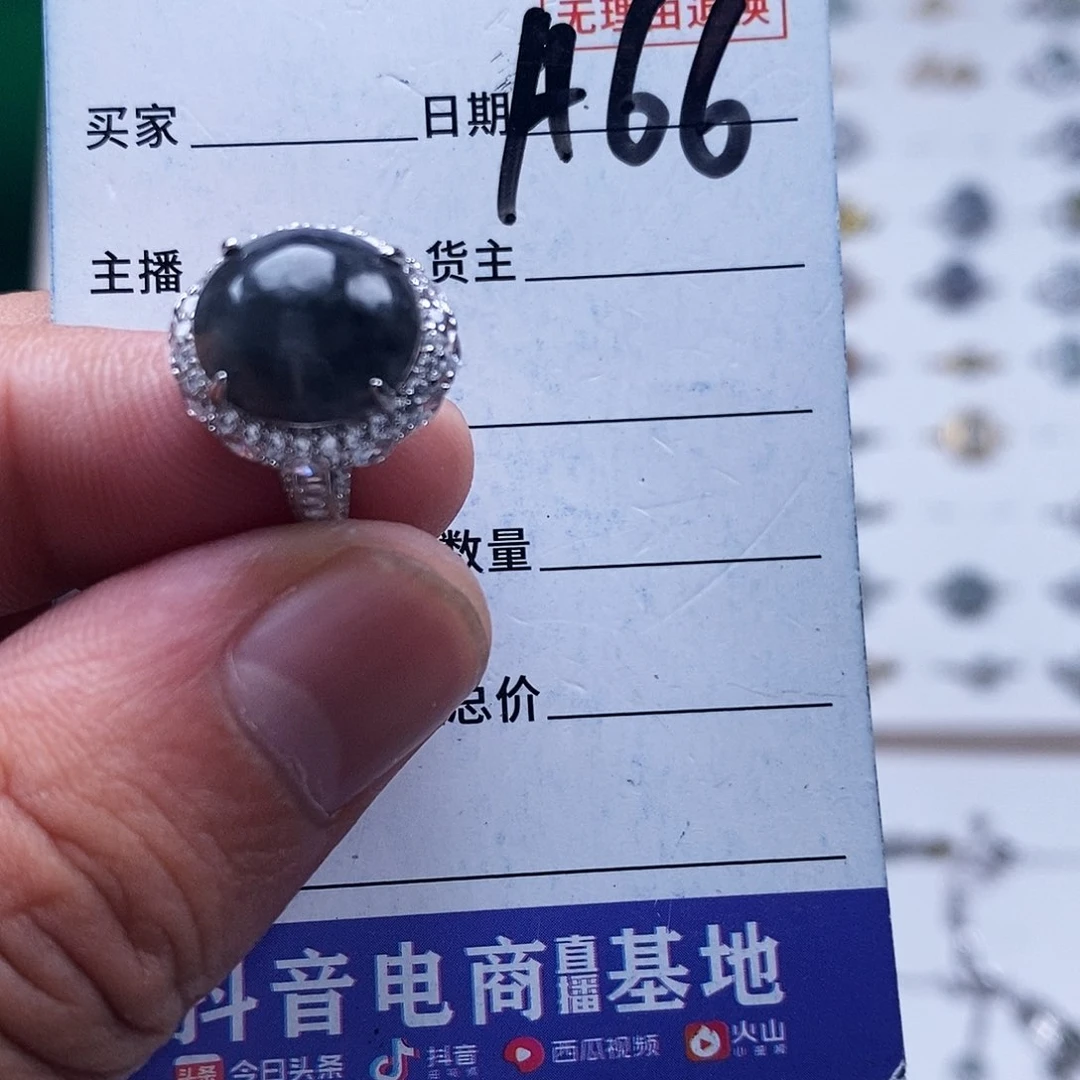 无理由退换
A66
买家 日期
主播 货主
数量
总价
抖音电商直播基地
头条 今日头条 抖音 西瓜视频 火山